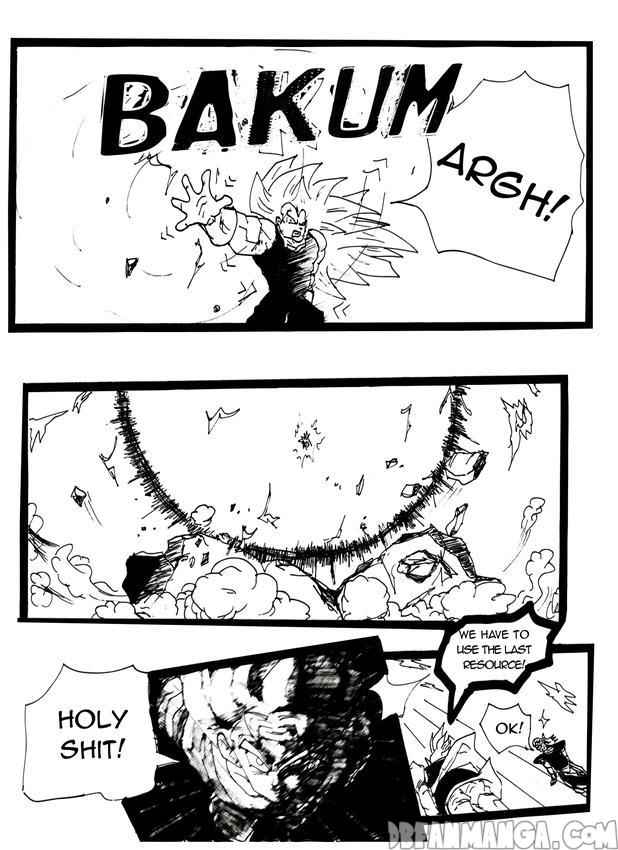 BAKUM
ARGH!
WE HAVE TO
USE THE LAST
RESOURCE!
OK!
HOLY
SHIT!
DBFANMANGA.COM